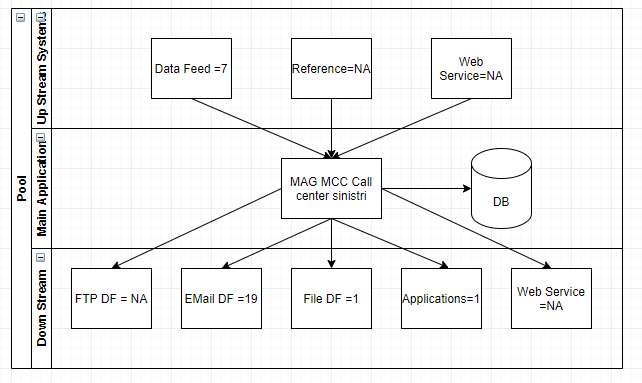 Pool
Up Stream Systems
Data Feed =7
Reference=NA
Web
Service=NA
Main Application
MAG MCC Call
center sinistri
DB
Down Stream
FTP DF = NA
EMail DF =19
File DF =1
Applications=1
Web Service
=NA